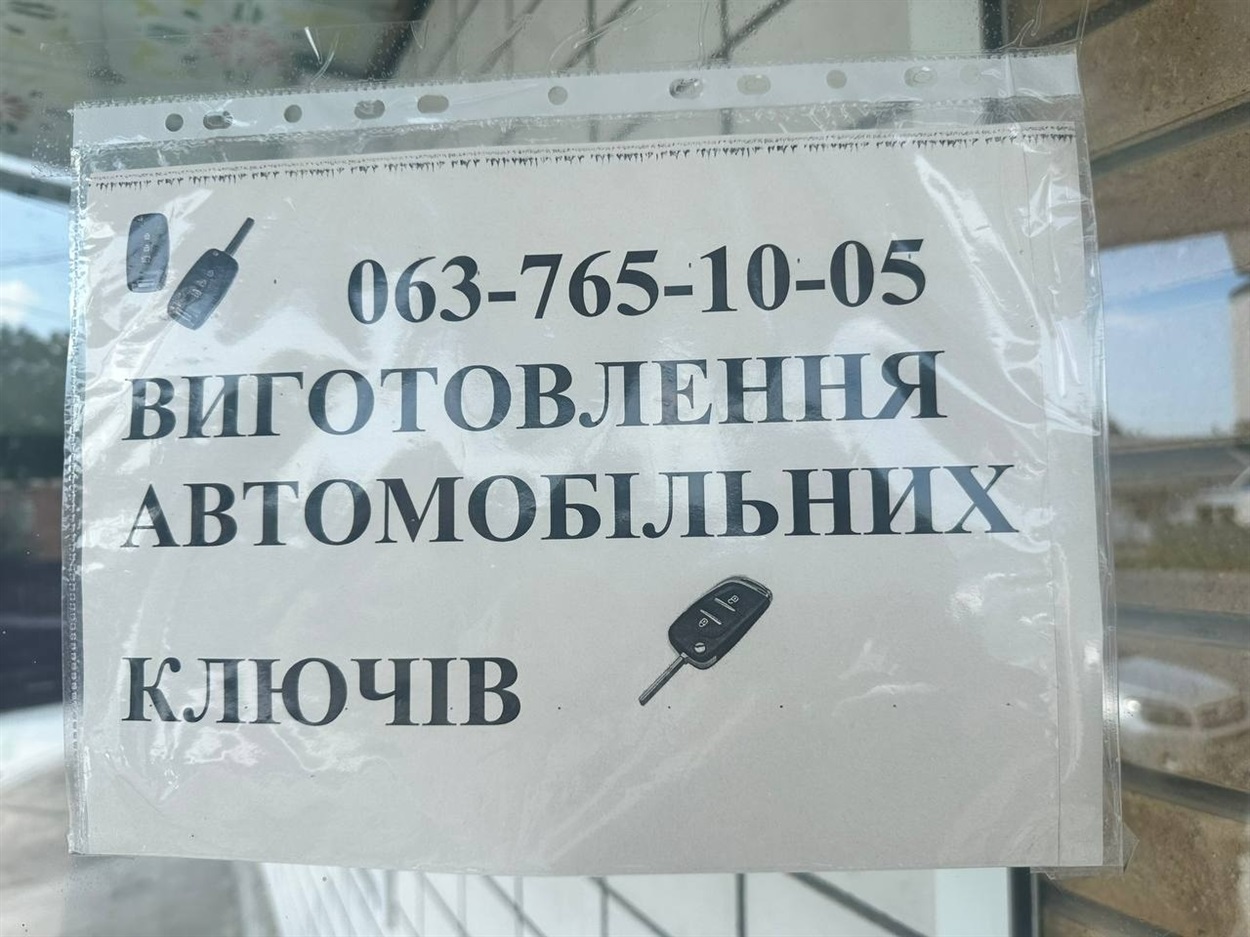 063-765-10-05
ВИГОТОВЛЕННЯ
АВТОМОБІЛЬНИХ
КЛЮЧІВ